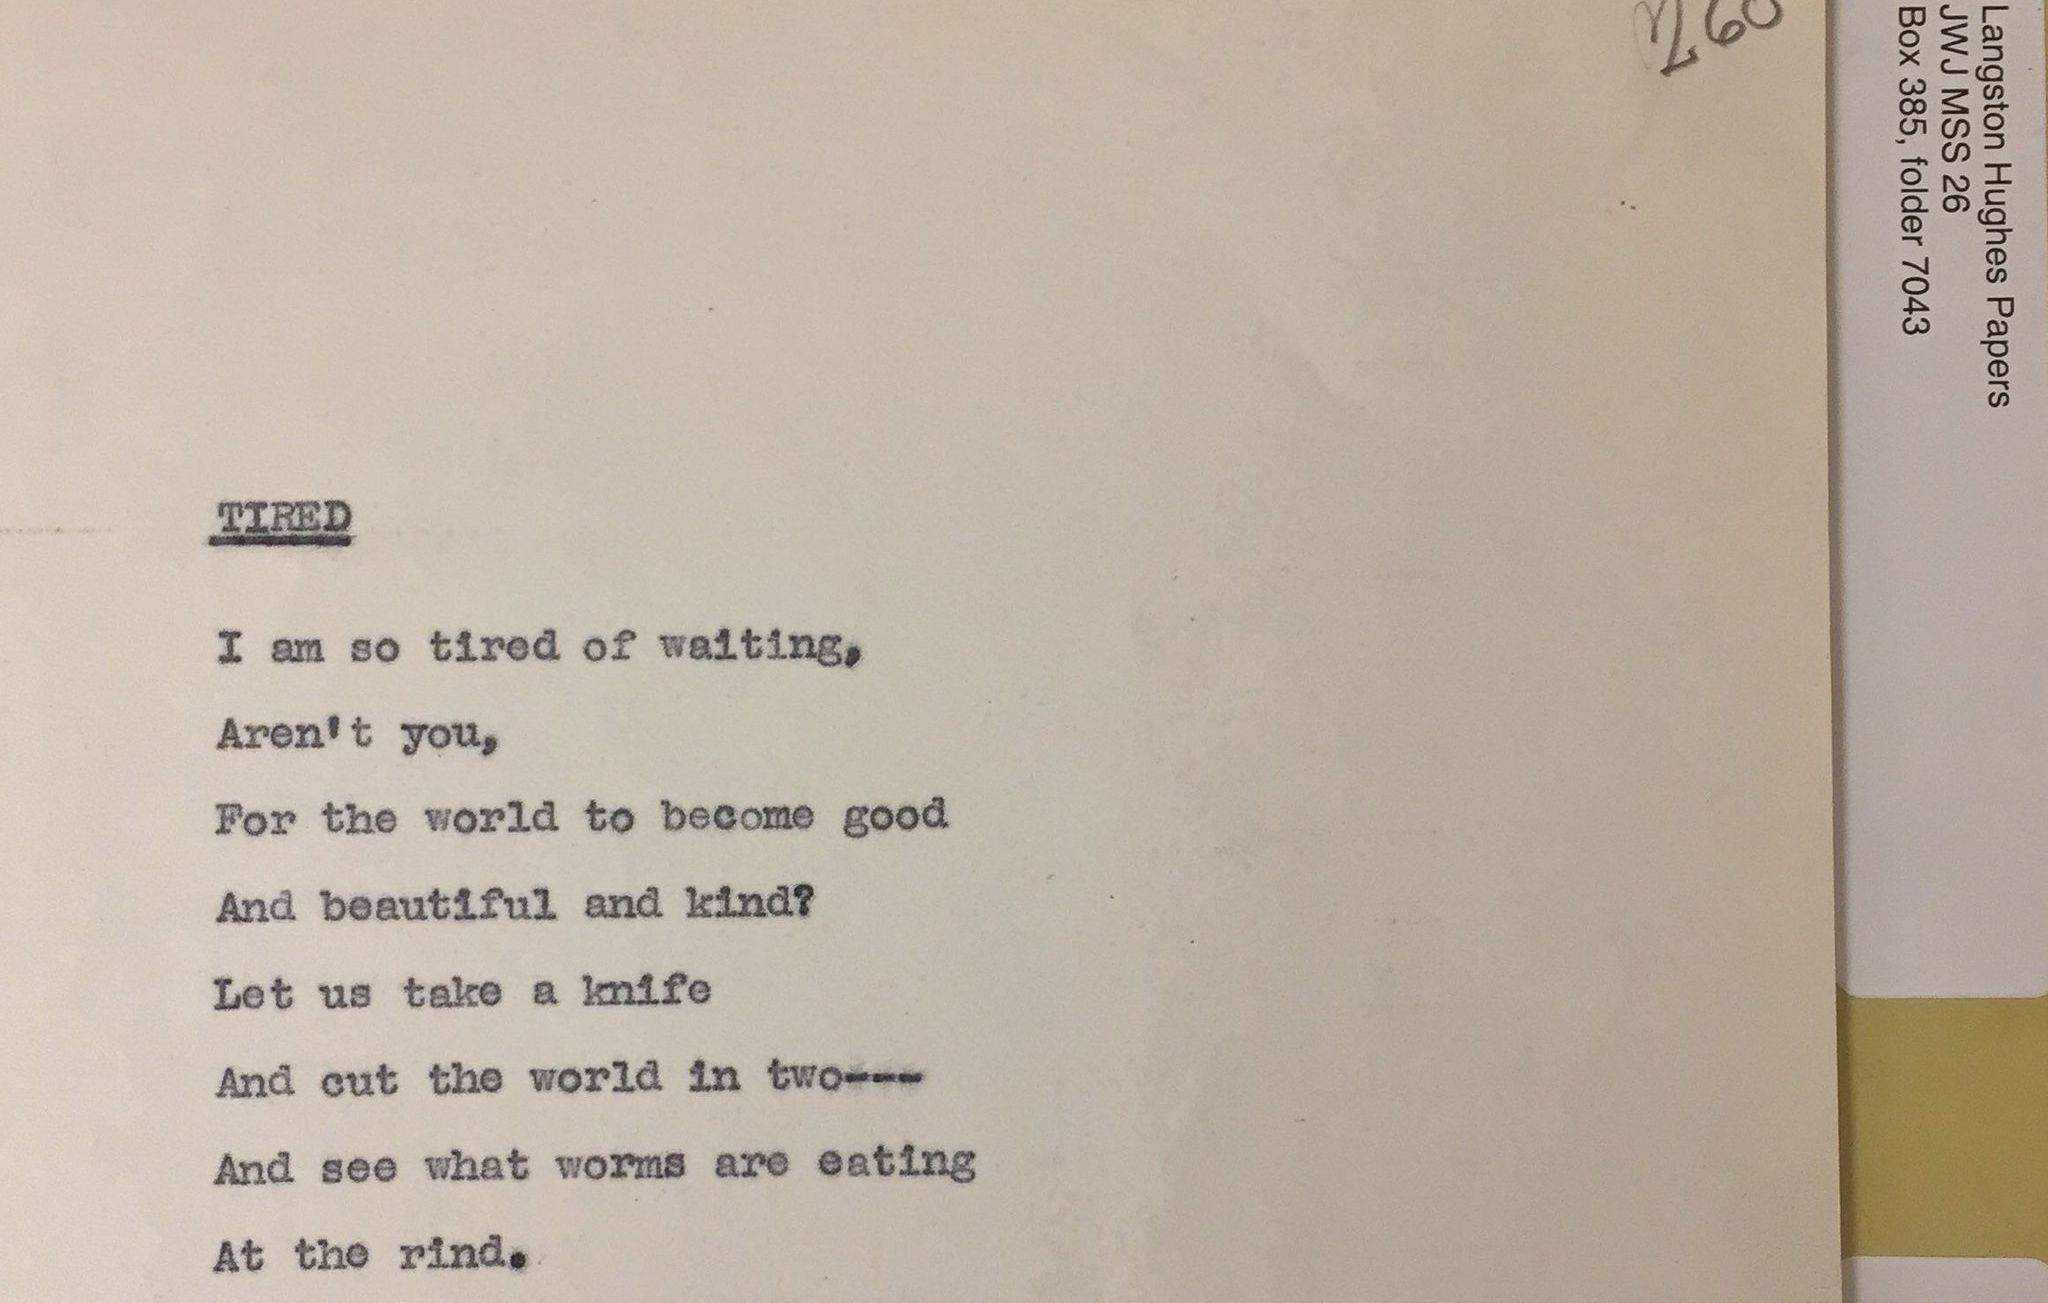 260
Langston Hughes Papers
JWJ MSS 26
Box 385, folder 7043
TIRED
I am so tired of waiting,
Aren't you,
For the world to become good
And beautiful and kind?
Let us take a knife
And cut the world in two---
And see what worms are eating
At the rind.